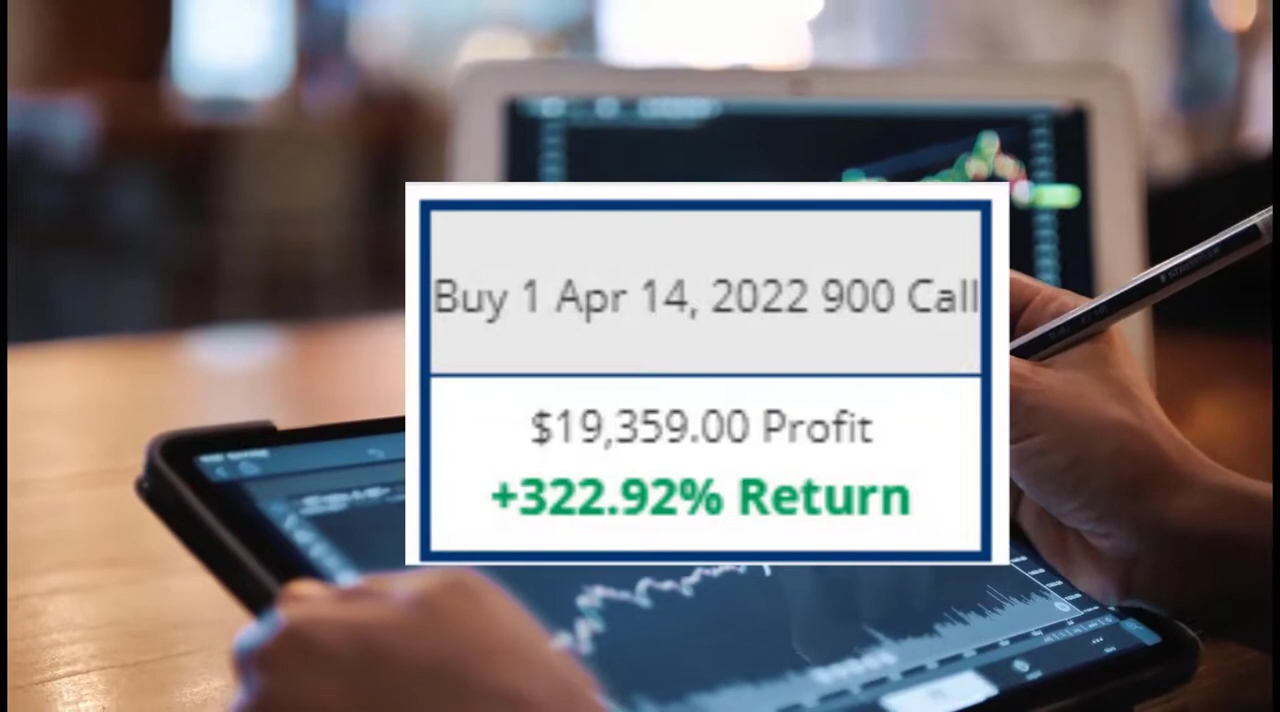 Buy 1 Apr 14, 2022 900 Call
$19,359.00 Profit
+322.92% Return